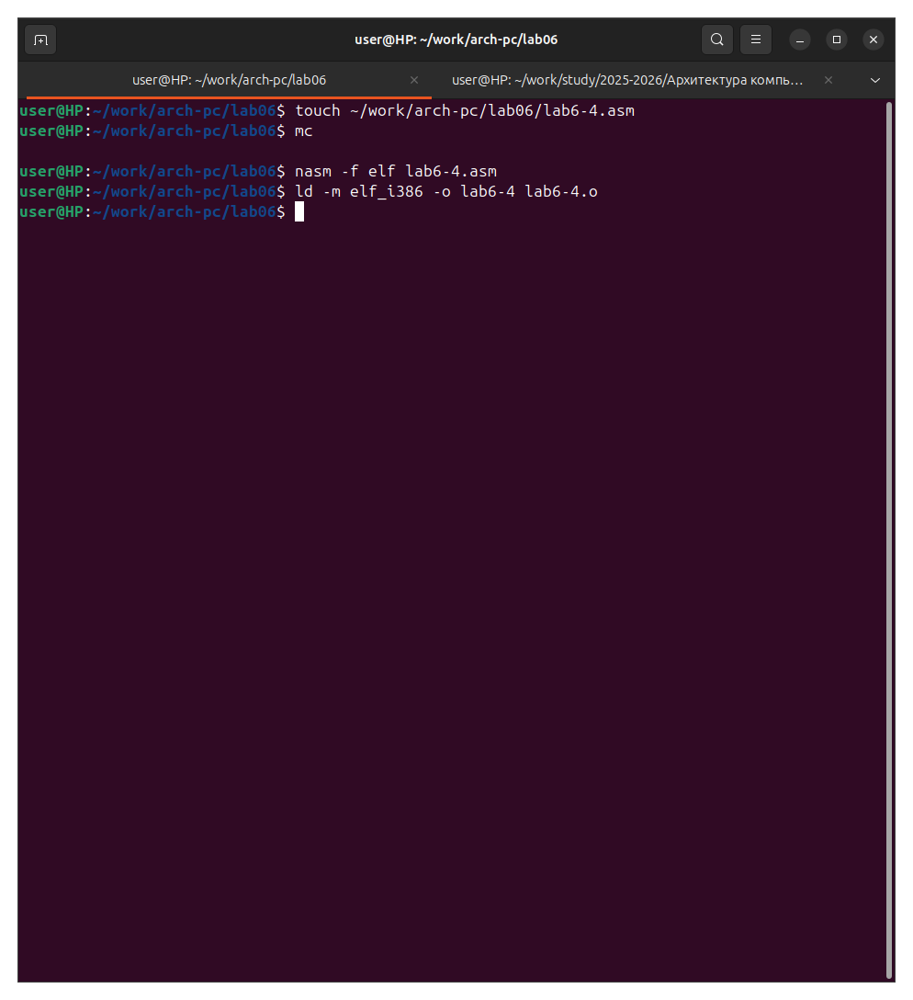 user@HP: ~/work/arch-pc/lab06
user@HP: ~/work/arch-pc/lab06
user@HP: ~/work/study/2025-2026/Архитектура компь…
user@HP:~/work/arch-pc/lab06$ touch ~/work/arch-pc/lab06/lab6-4.asm
user@HP:~/work/arch-pc/lab06$ mc
user@HP:~/work/arch-pc/lab06$ nasm -f elf lab6-4.asm
user@HP:~/work/arch-pc/lab06$ ld -m elf_i386 -o lab6-4 lab6-4.o
user@HP:~/work/arch-pc/lab06$